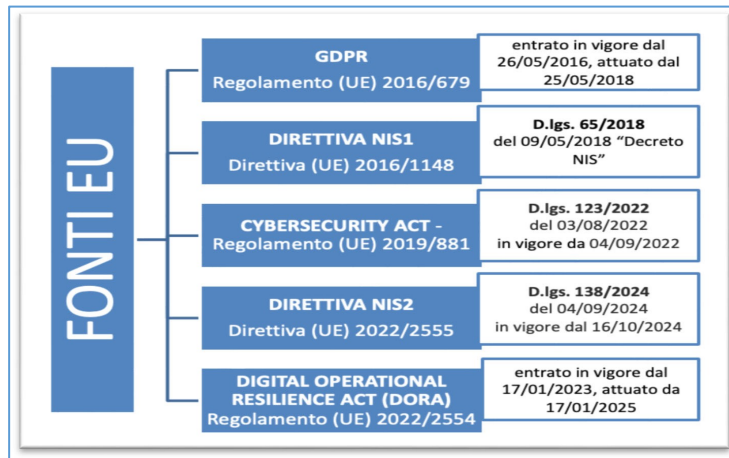 FONTI EU
GDPR
Regolamento (UE) 2016/679
entrato in vigore dal
26/05/2016, attuato dal
25/05/2018
DIRETTIVA NIS1
Direttiva (UE) 2016/1148
D.lgs. 65/2018
del 09/05/2018 “Decreto
NIS”
CYBERSECURITY ACT -
Regolamento (UE) 2019/881
D.lgs. 123/2022
del 03/08/2022
in vigore da 04/09/2022
DIRETTIVA NIS2
Direttiva (UE) 2022/2555
D.lgs. 138/2024
del 04/09/2024
in vigore dal 16/10/2024
DIGITAL OPERATIONAL
RESILIENCE ACT (DORA)
Regolamento (UE) 2022/2554
entrato in vigore dal
17/01/2023, attuato da
17/01/2025